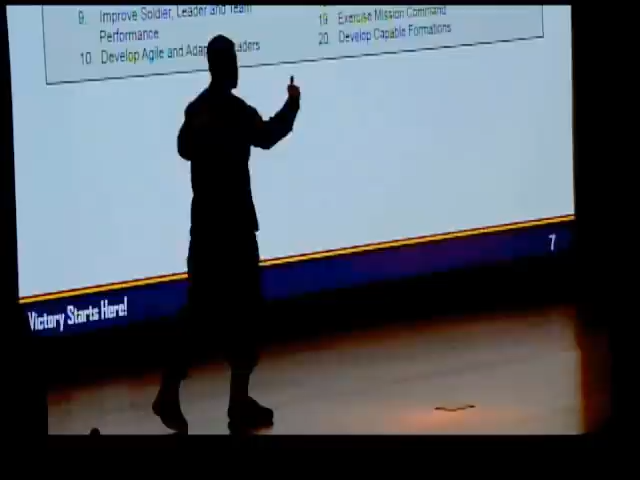 9. Improve Soldier, Leader and Team
Performance
10. Develop Agile and Adap aders
19 Exercise Mission Command
20. Develop Capable Formations
7
Victory Starts Here!